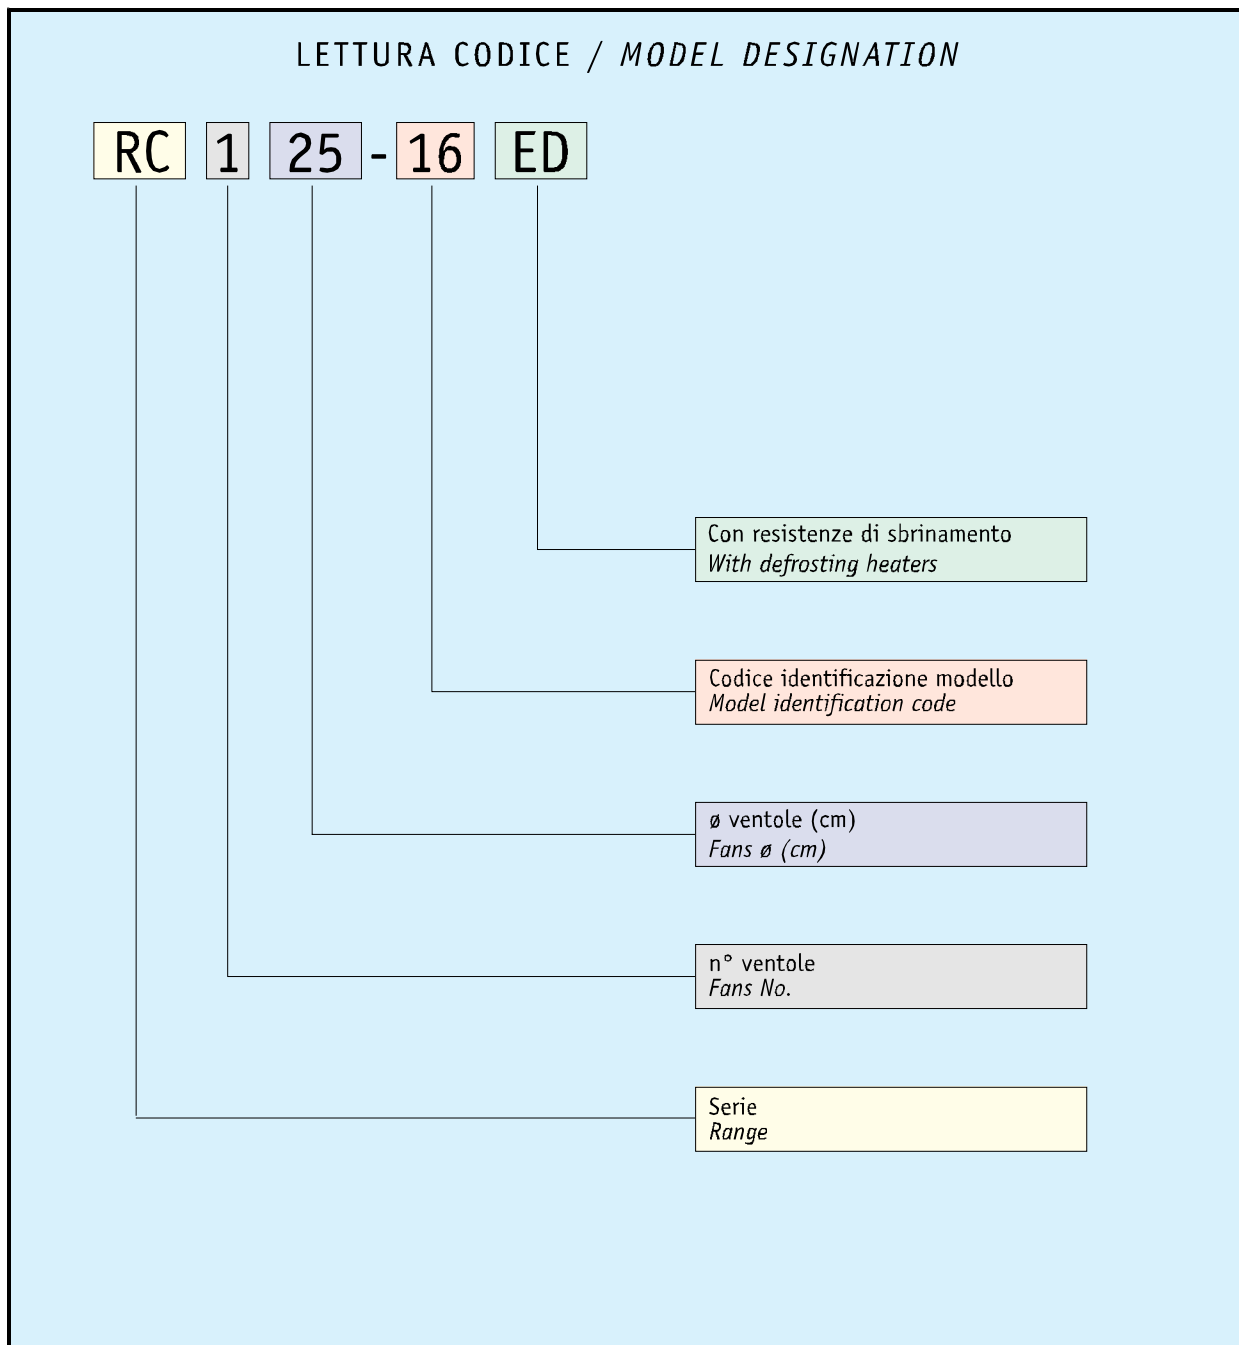 LETTURA CODICE / MODEL DESIGNATION
RC 1 25 - 16 ED
Con resistenze di sbrinamento
With defrosting heaters
Codice identificazione modello
Model identification code
ø ventole (cm)
Fans ø (cm)
n° ventole
Fans No.
Serie
Range